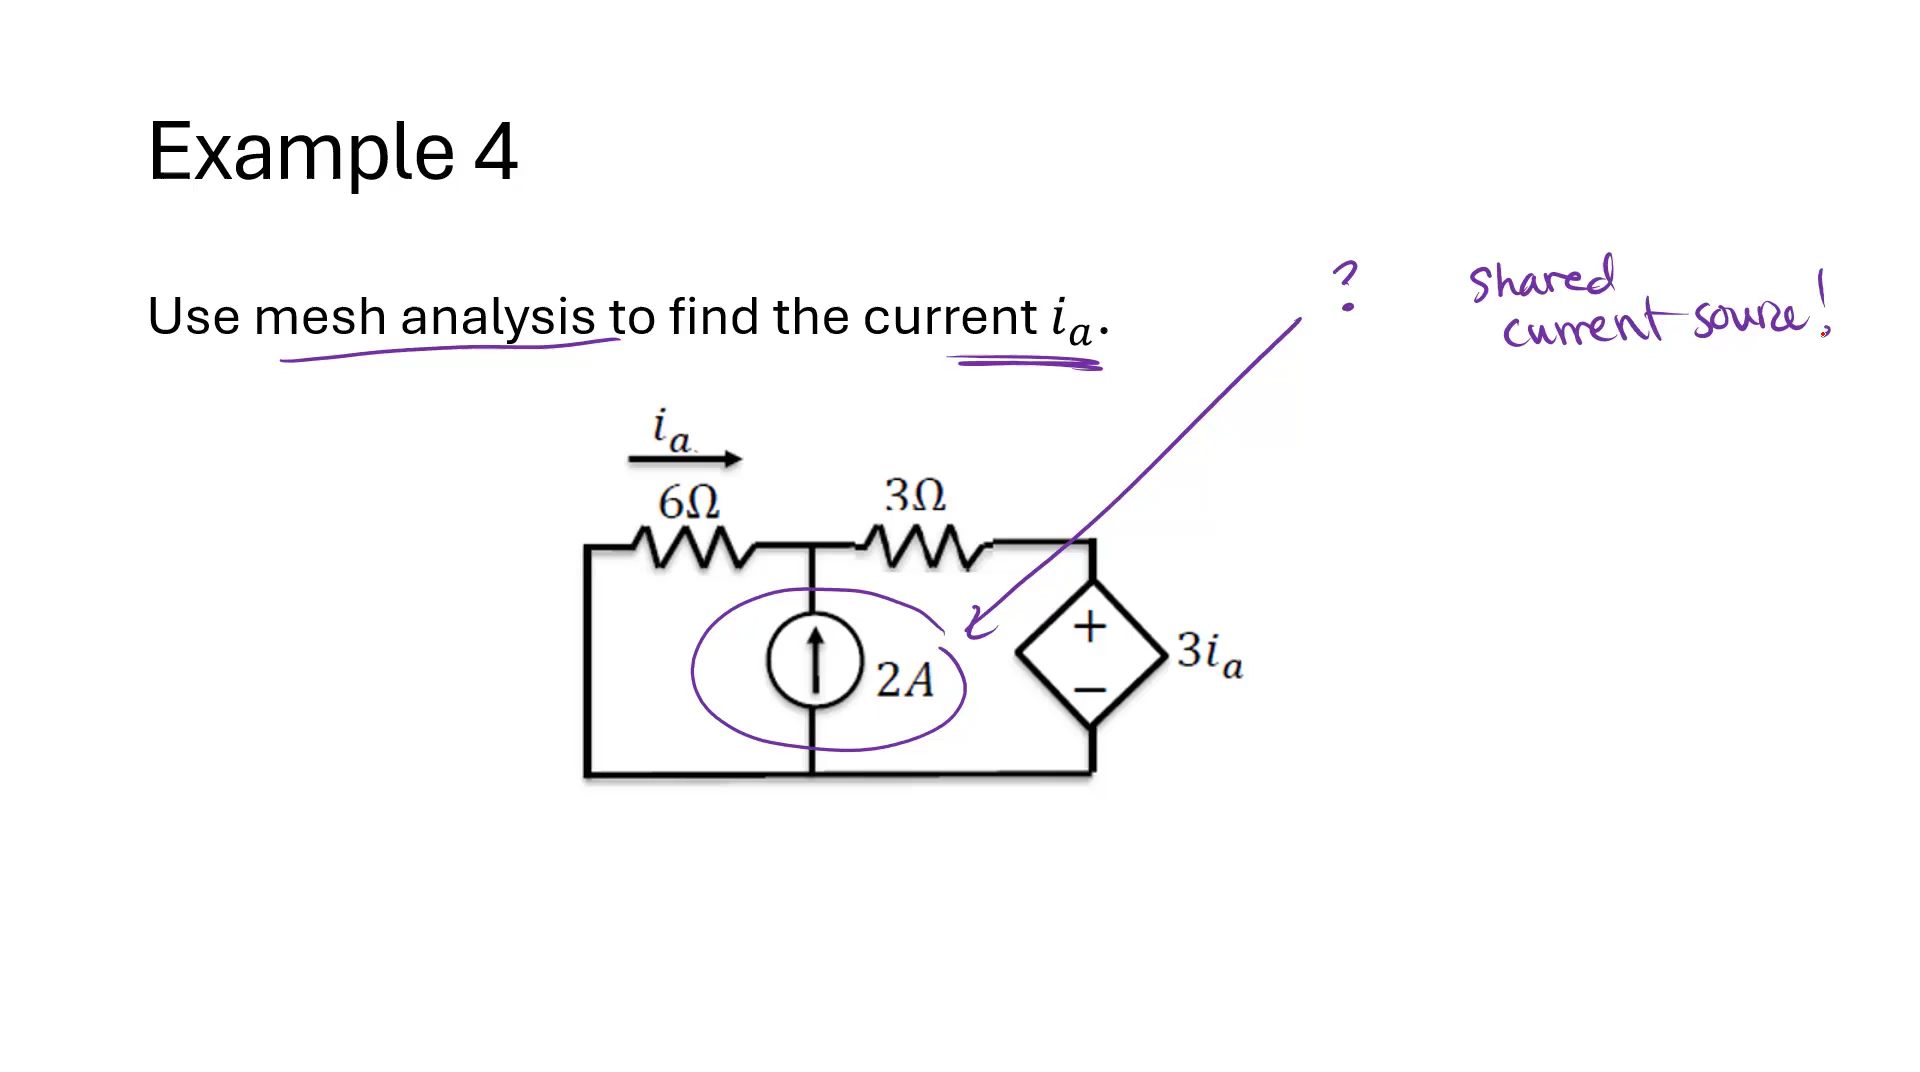 Example 4
Use mesh analysis to find the current iₐ.
?
shared
current source!
iₐ
6Ω
3Ω
2A
+
−
3iₐ